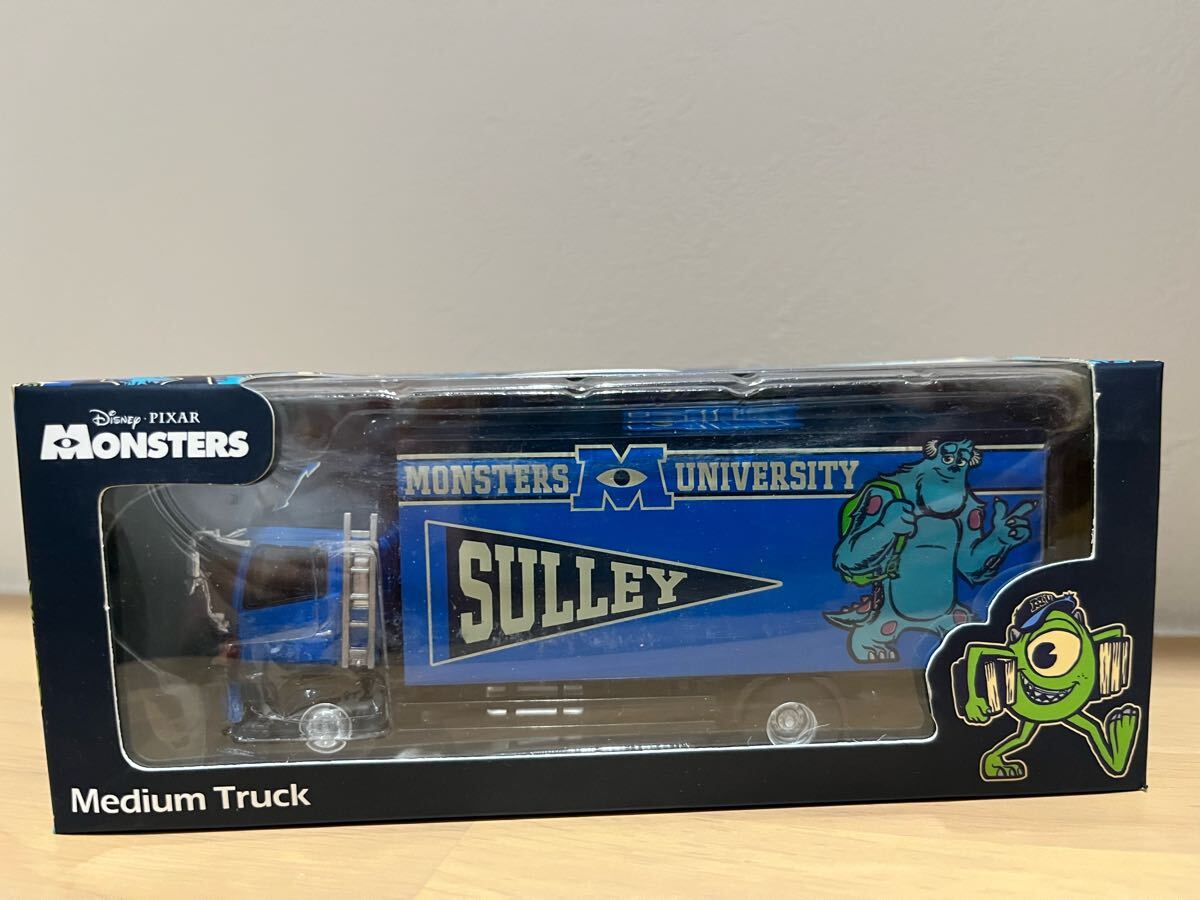 Disney · PIXAR
MONSTERS
MONSTERS M UNIVERSITY
SULLEY
Medium Truck